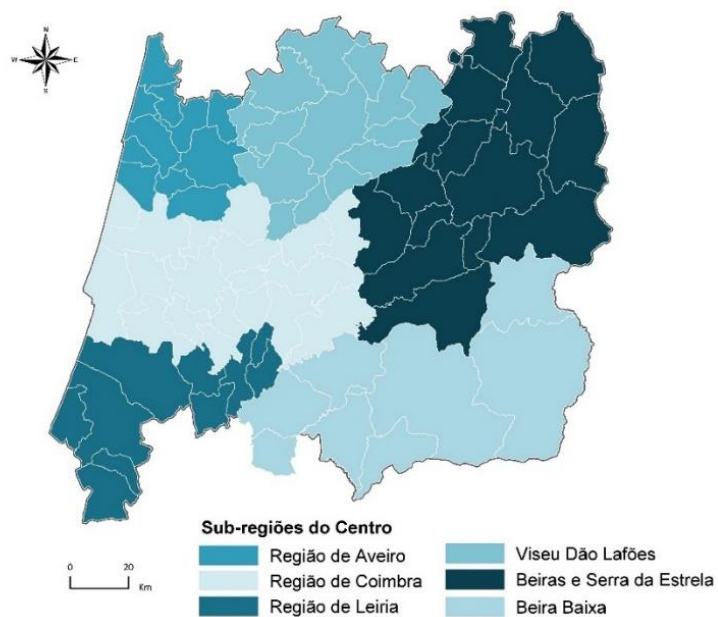 N
W E
S
Sub-regiões do Centro
Região de Aveiro
Região de Coimbra
Região de Leiria
Viseu Dão Lafões
Beiras e Serra da Estrela
Beira Baixa
0 20
Km